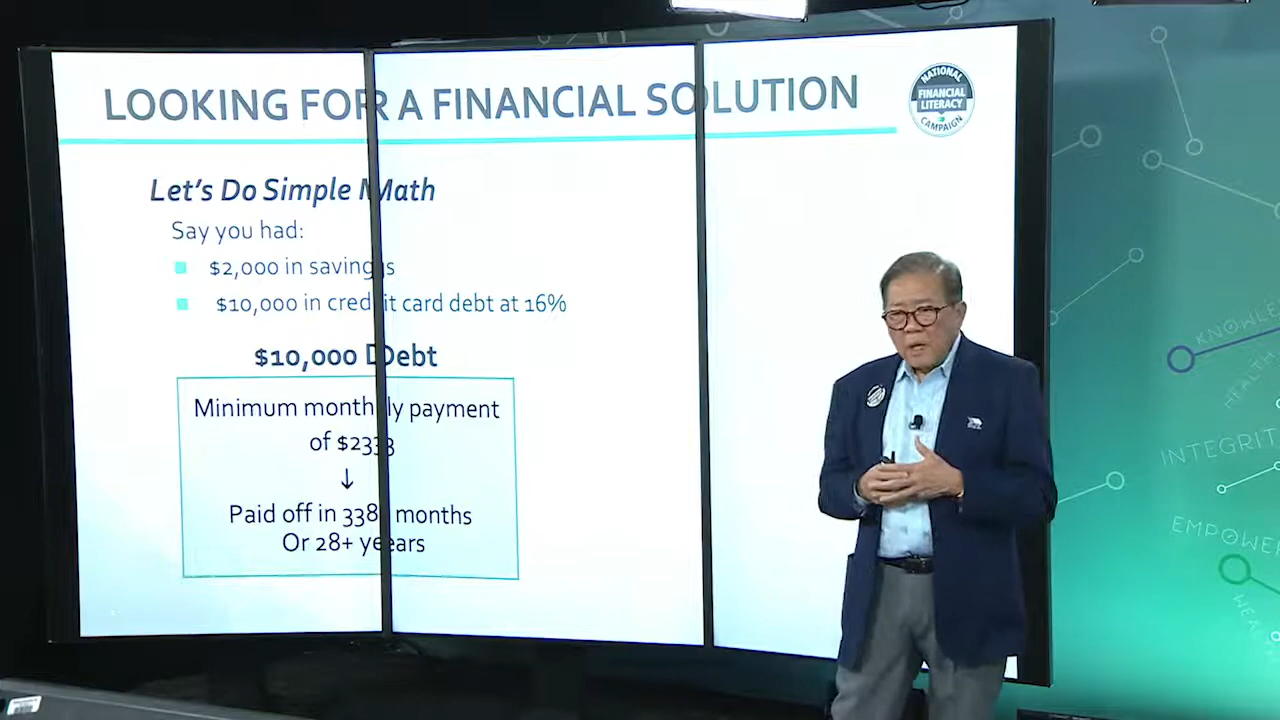 LOOKING FOR A FINANCIAL SOLUTION
NATIONAL
FINANCIAL
LITERACY
CAMPAIGN
Let's Do Simple Math
Say you had:
$2,000 in savings
$10,000 in credit card debt at 16%
$10,000 Debt
Minimum monthly payment
of $233
↓
Paid off in 338 months
Or 28+ years
KNOWLE
HEALTH
INTEGRIT
EMPOWER
WEA